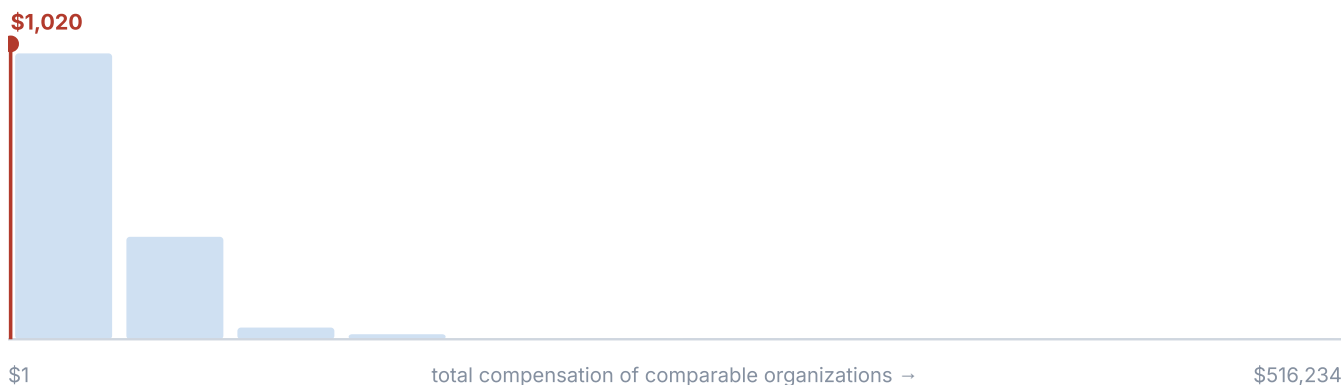 $1,020
$1 total compensation of comparable organizations → $516,234